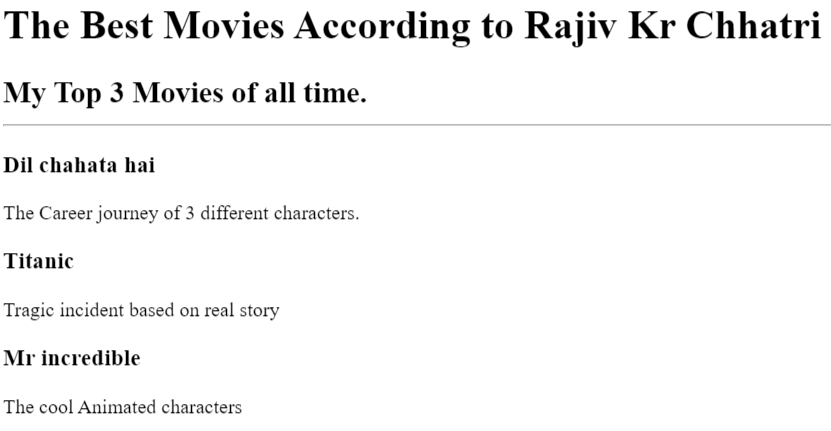 The Best Movies According to Rajiv Kr Chhatri
My Top 3 Movies of all time.
Dil chahata hai
The Career journey of 3 different characters.
Titanic
Tragic incident based on real story
Mr incredible
The cool Animated characters